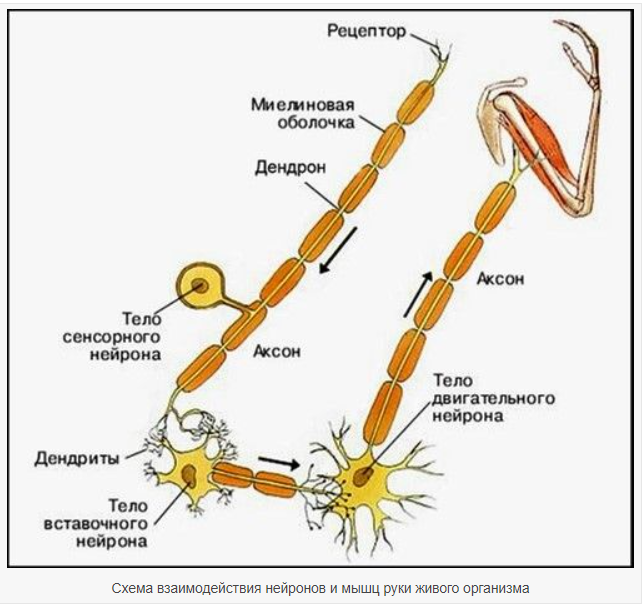 Рецептор
Миелиновая
оболочка
Дендрон
Тело
сенсорного
нейрона
Аксон
Аксон
Тело
двигательного
нейрона
Дендриты
Тело
вставочного
нейрона
Схема взаимодействия нейронов и мышц руки живого организма